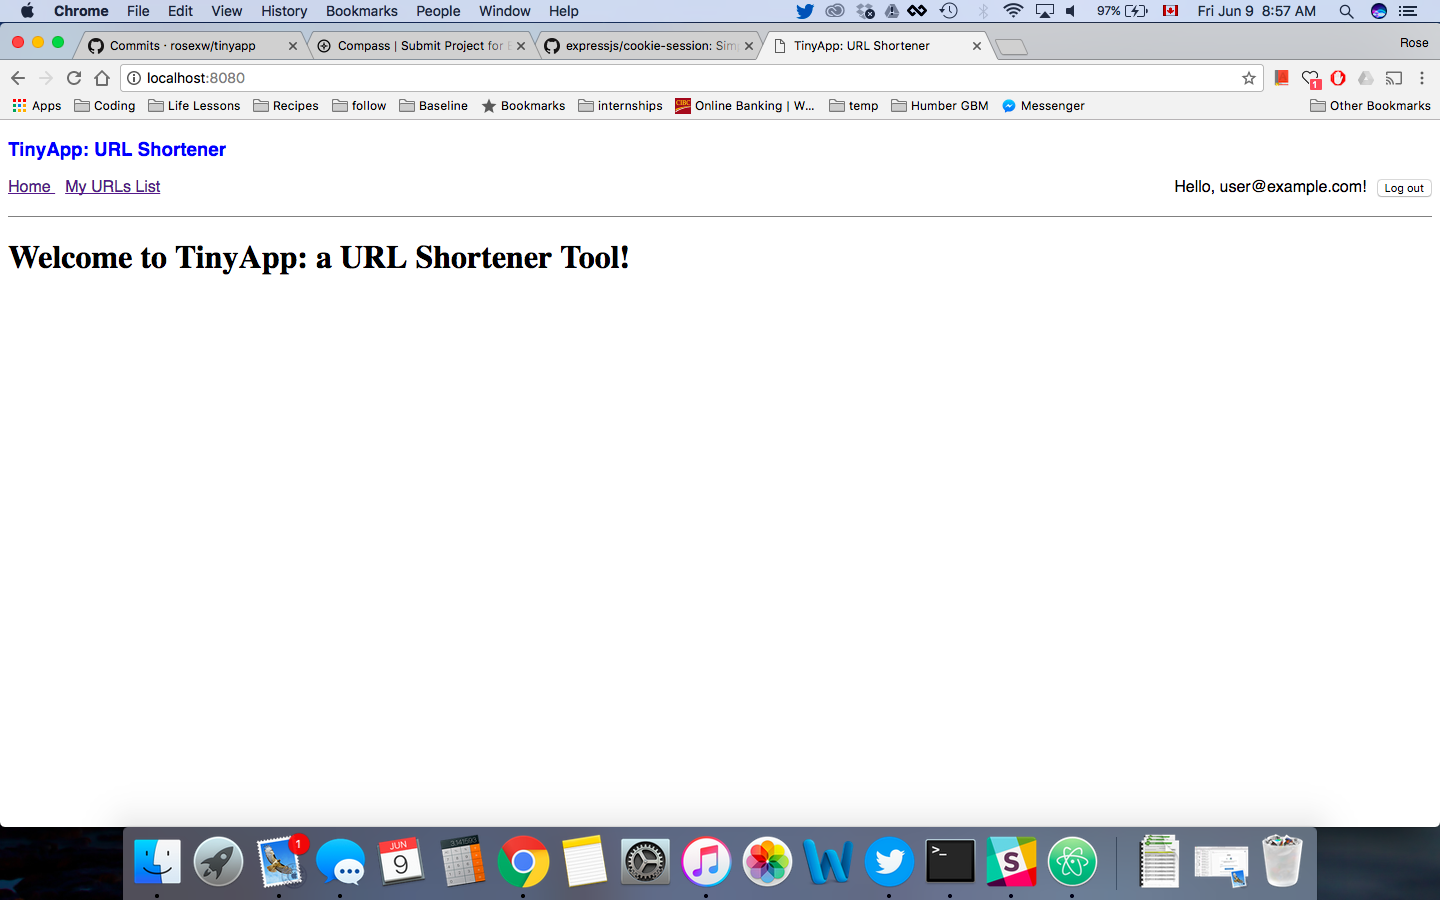 Chrome File Edit View History Bookmarks People Window Help 97% Fri Jun 9 8:57 AM
Commits · rosexw/tinyapp Compass | Submit Project for E expressjs/cookie-session: Sim TinyApp: URL Shortener Rose
localhost:8080 1
Apps Coding Life Lessons Recipes follow Baseline Bookmarks internships CIBC Online Banking | W... temp Humber GBM Messenger Other Bookmarks
TinyApp: URL Shortener
Home My URLs List Hello, user@example.com! Log out
Welcome to TinyApp: a URL Shortener Tool!
1 JUN 9 W >_ S